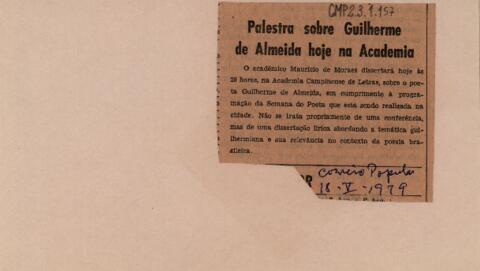 CMP2.3.1.157
Palestra sobre Guilherme
de Almeida hoje na Academia
O acadêmico Maurício de Moraes dissertará hoje às
20 horas, na Academia Campinense de Letras, sobre o poe-
ta Guilherme de Almeida, em cumprimento à progra-
mação da Semana do Poeta que está sendo realizada na
cidade. Não se trata propriamente de uma conferência,
mas de uma dissertação lírica abordando a temática gui-
lhermiana e sua relevância no contexto da poesia bra-
sileira.
Correio Popular
18-V-1979